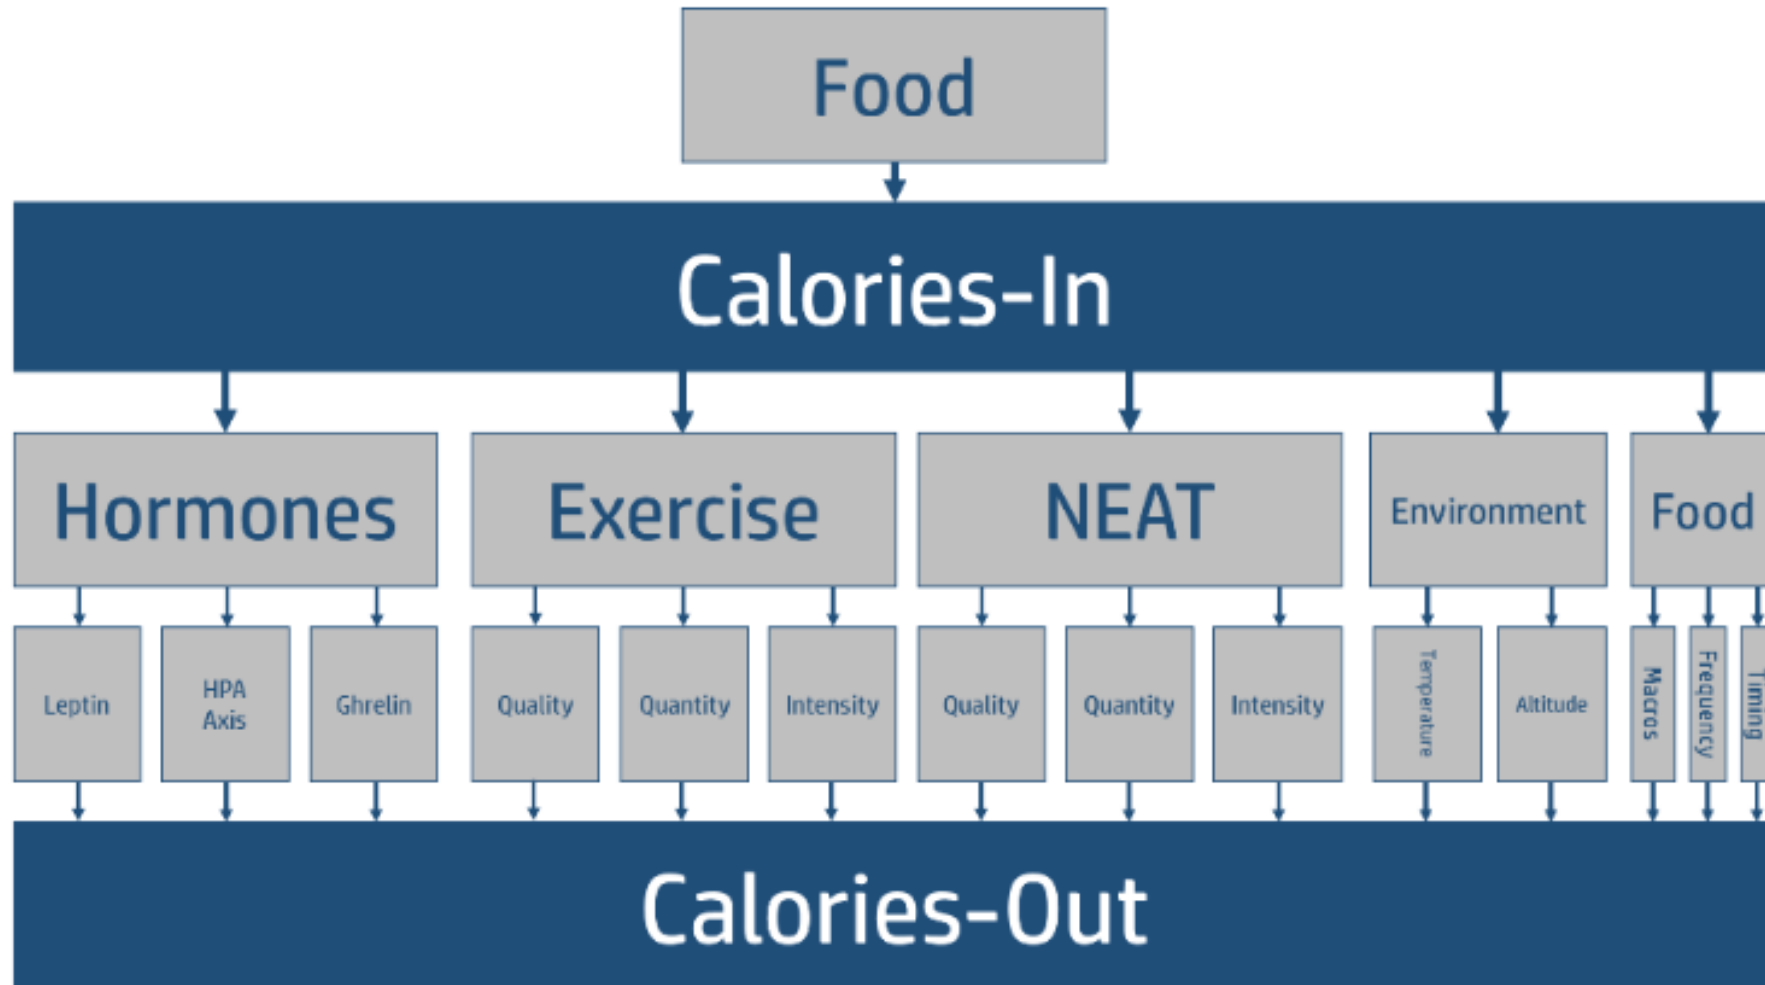 Food
Calories-In
Hormones
Exercise
NEAT
Environment
Food
Leptin
HPA
Axis
Ghrelin
Quality
Quantity
Intensity
Quality
Quantity
Intensity
Temperature
Altitude
Macros
Frequency
Timing
Calories-Out